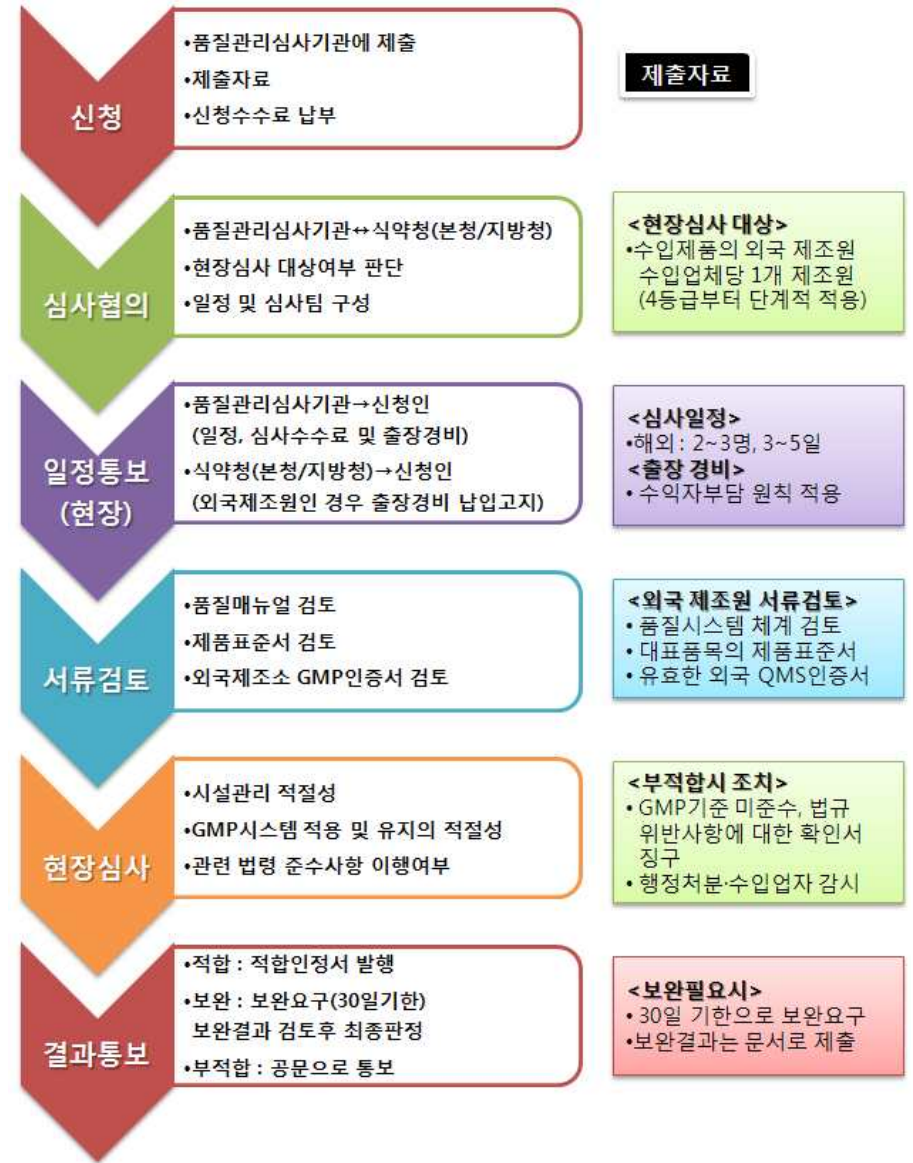 신청
•품질관리심사기관에 제출
•제출자료
•신청수수료 납부
제출자료
심사협의
•품질관리심사기관↔식약청(본청/지방청)
•현장심사 대상여부 판단
•일정 및 심사팀 구성
<현장심사 대상>
•수입제품의 외국 제조원
수입업체당 1개 제조원
(4등급부터 단계적 적용)
일정통보
(현장)
•품질관리심사기관→신청인
(일정, 심사수수료 및 출장경비)
•식약청(본청/지방청)→신청인
(외국제조원인 경우 출장경비 납입고지)
<심사일정>
•해외 : 2~3명, 3~5일
<출장 경비>
• 수익자부담 원칙 적용
서류검토
•품질매뉴얼 검토
•제품표준서 검토
•외국제조소 GMP인증서 검토
<외국 제조원 서류검토>
• 품질시스템 체계 검토
• 대표품목의 제품표준서
• 유효한 외국 QMS인증서
현장심사
•시설관리 적절성
•GMP시스템 적용 및 유지의 적절성
•관련 법령 준수사항 이행여부
<부적합시 조치>
• GMP기준 미준수, 법규
위반사항에 대한 확인서
징구
• 행정처분·수입업자 감시
결과통보
•적합 : 적합인정서 발행
•보완 : 보완요구(30일기한)
보완결과 검토후 최종판정
•부적합 : 공문으로 통보
<보완필요시>
• 30일 기한으로 보완요구
•보완결과는 문서로 제출